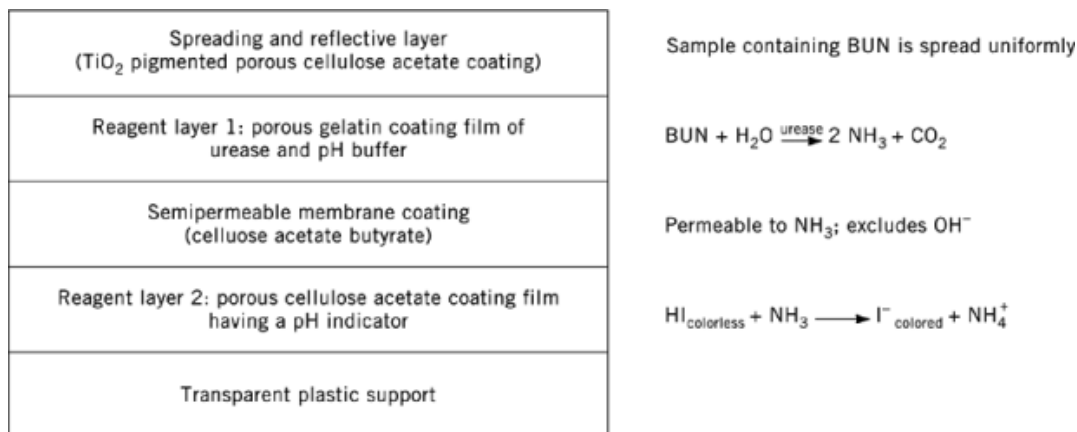 Spreading and reflective layer
(TiO₂ pigmented porous cellulose acetate coating)
Sample containing BUN is spread uniformly
Reagent layer 1: porous gelatin coating film of
urease and pH buffer
BUN + H₂O urease→ 2 NH₃ + CO₂
Semipermeable membrane coating
(celluose acetate butyrate)
Permeable to NH₃; excludes OH⁻
Reagent layer 2: porous cellulose acetate coating film
having a pH indicator
HI colorless + NH₃ → I⁻ colored + NH₄⁺
Transparent plastic support